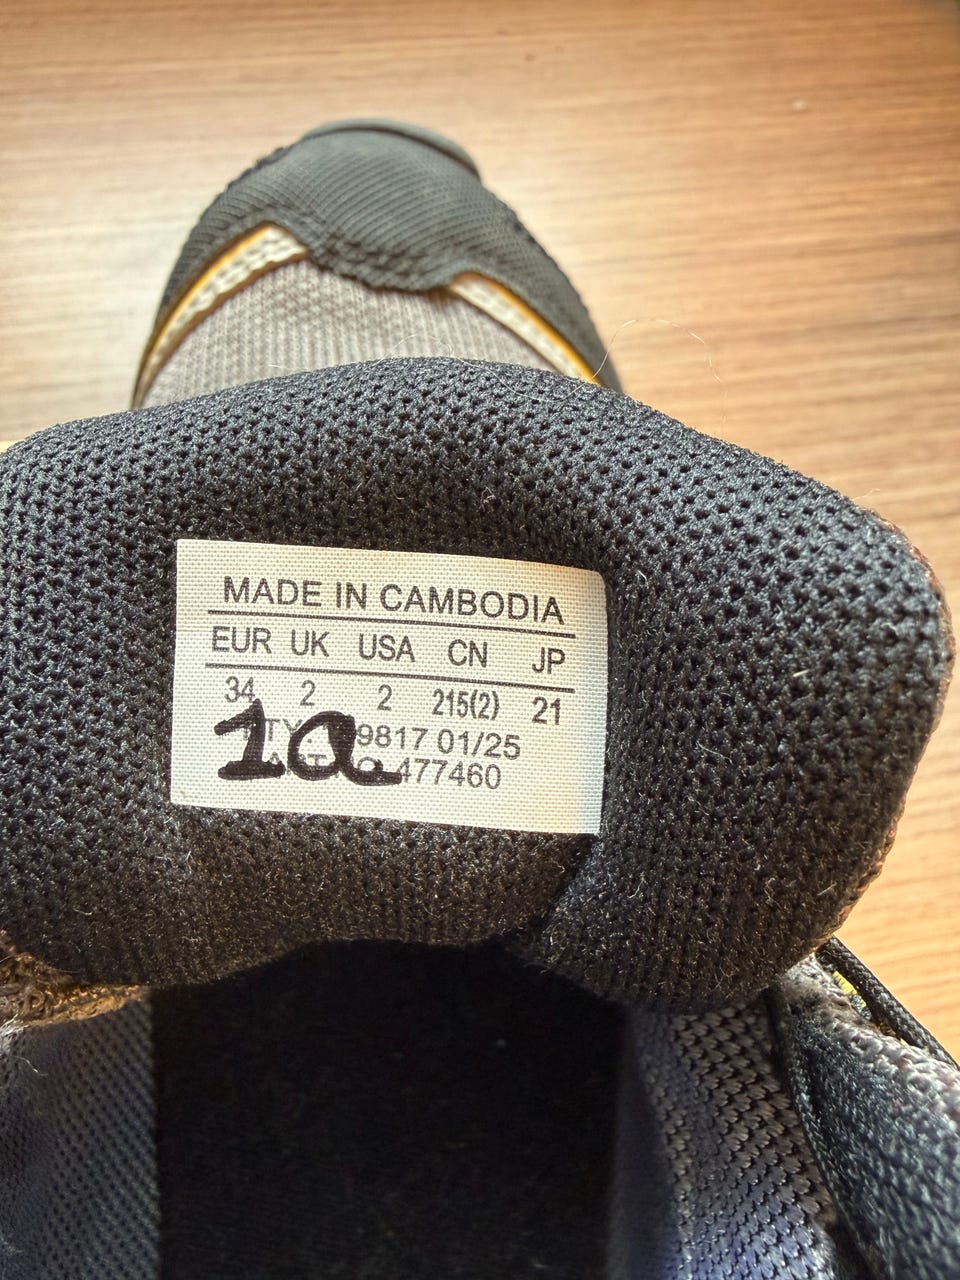 MADE IN CAMBODIA
EUR UK USA CN JP
34 2 2 215(2) 21
9817 01/25
1a
477460